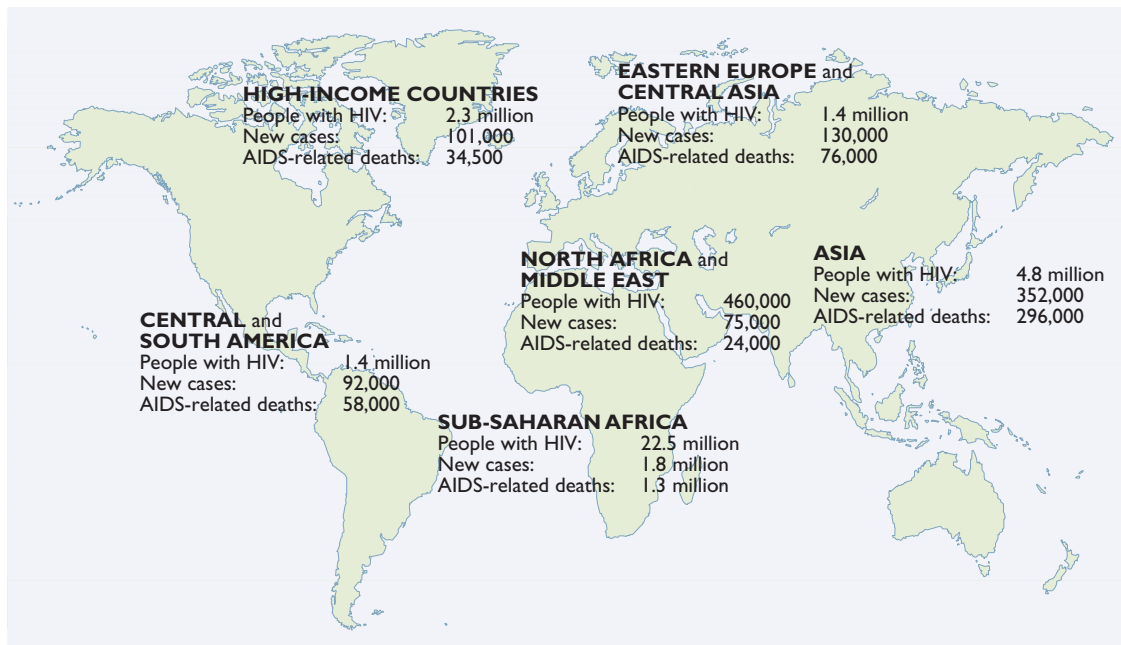 HIGH-INCOME COUNTRIES
People with HIV: 2.3 million
New cases: 101,000
AIDS-related deaths: 34,500
EASTERN EUROPE and
CENTRAL ASIA
People with HIV: 1.4 million
New cases: 130,000
AIDS-related deaths: 76,000
NORTH AFRICA and
MIDDLE EAST
People with HIV: 460,000
New cases: 75,000
AIDS-related deaths: 24,000
ASIA
People with HIV: 4.8 million
New cases: 352,000
AIDS-related deaths: 296,000
CENTRAL and
SOUTH AMERICA
People with HIV: 1.4 million
New cases: 92,000
AIDS-related deaths: 58,000
SUB-SAHARAN AFRICA
People with HIV: 22.5 million
New cases: 1.8 million
AIDS-related deaths: 1.3 million